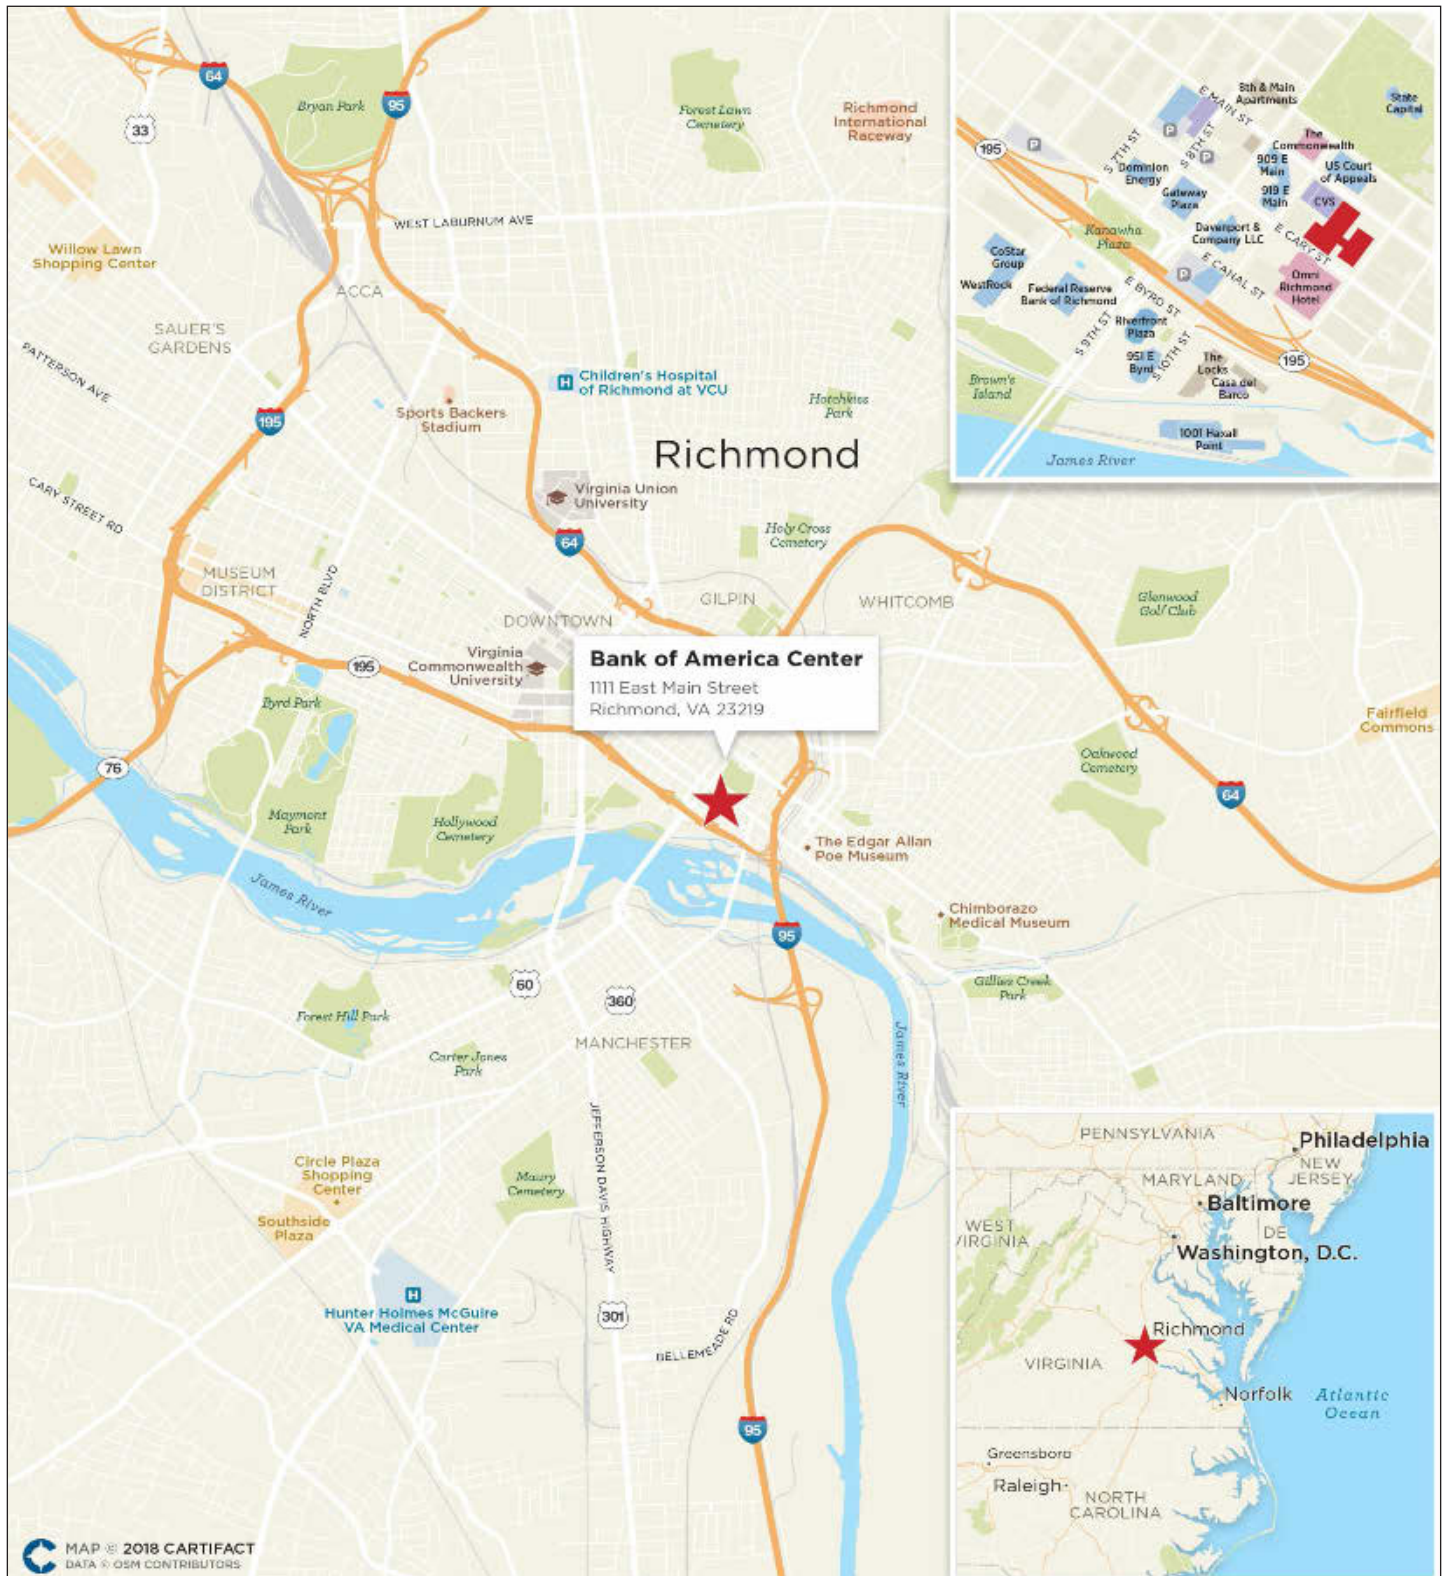 64
95
33
Bryan Park
Forest Lawn
Cemetery
Richmond
International
Raceway
WEST LABURNUM AVE
Willow Lawn
Shopping Center
ACCA
SAUER'S
GARDENS
PATTERSON AVE
195
Sports Backers
Stadium
H
Children's Hospital
of Richmond at VCU
Hotchkiss
Park
Richmond
CARY STREET RD
Virginia Union
University
64
Holy Cross
Cemetery
MUSEUM
DISTRICT
NORTH BLVD
GILPIN
WHITCOMB
Glenwood
Golf Club
DOWNTOWN
Virginia
Commonwealth
University
195
Bank of America Center
1111 East Main Street
Richmond, VA 23219
Byrd Park
Fairfield
Commons
76
Oakwood
Cemetery
64
Maymont
Park
Hollywood
Cemetery
The Edgar Allan
Poe Museum
James River
Chimborazo
Medical Museum
95
60
360
Gillies Creek
Park
Forest Hill Park
MANCHESTER
Carter Jones
Park
James River
JEFFERSON DAVIS HIGHWAY
Circle Plaza
Shopping
Center
Maury
Cemetery
Southside
Plaza
H
Hunter Holmes McGuire
VA Medical Center
301
BELLEMEADE RD
95
MAP © 2018 CARTIFACT
DATA © OSM CONTRIBUTORS
8th & Main
Apartments
State
Capital
E MAIN ST
P
195
P
S 7TH ST
S 8TH ST
P
The
Commonwealth
909 E
Main
US Court
of Appeals
Dominion
Energy
Gateway
Plaza
919 E
Main
CVS
Kanawha
Plaza
Davenport &
Company LLC
E CARY ST
CoStar
Group
E CANAL ST
P
Omni
Richmond
Hotel
WestRock
Federal Reserve
Bank of Richmond
E BYRD ST
Riverfront
Plaza
S 9TH ST
S 10TH ST
951 E
Byrd
The
Locks
195
Brown's
Island
Casa del
Barco
1001 Haxall
Point
James River
PENNSYLVANIA
Philadelphia
NEW
JERSEY
MARYLAND
Baltimore
WEST
VIRGINIA
DE
Washington, D.C.
Richmond
VIRGINIA
Norfolk
Atlantic
Ocean
Greensboro
Raleigh
NORTH
CAROLINA